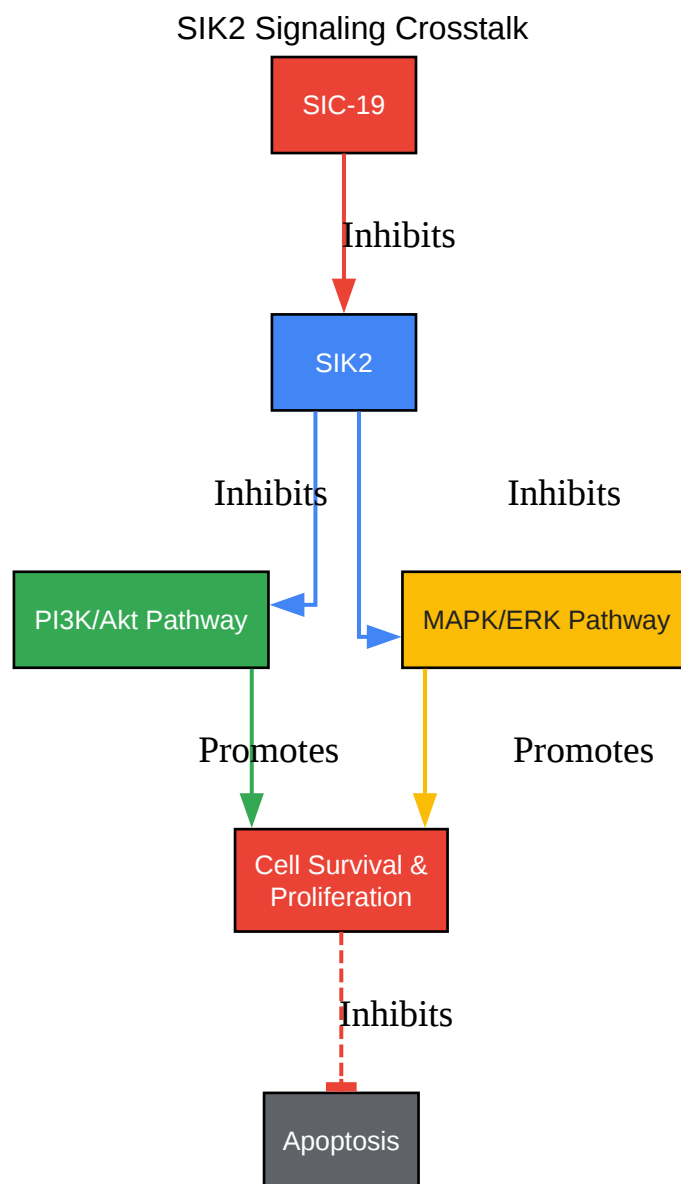 SIK2 Signaling Crosstalk
SIC-19
Inhibits
SIK2
Inhibits
Inhibits
PI3K/Akt Pathway
MAPK/ERK Pathway
Promotes
Promotes
Cell Survival &
Proliferation
Inhibits
Apoptosis